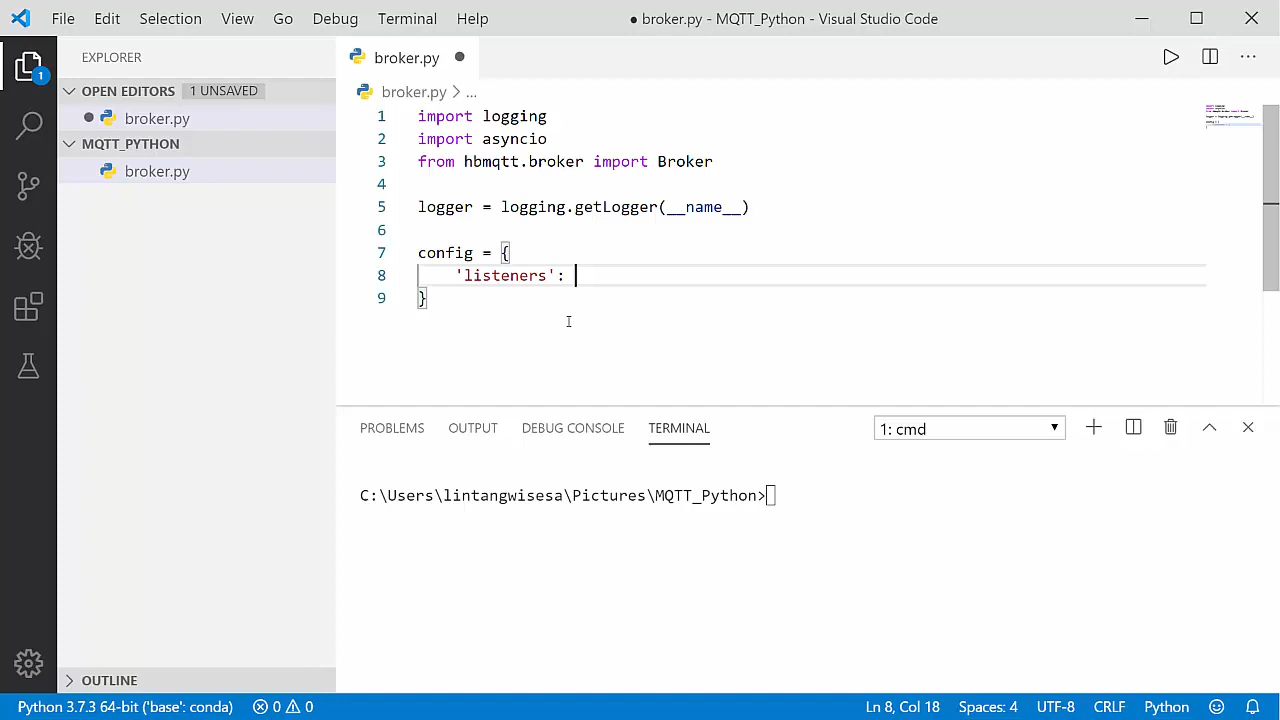 File Edit Selection View Go Debug Terminal Help ● broker.py - MQTT_Python - Visual Studio Code
1
EXPLORER
OPEN EDITORS 1 UNSAVED
broker.py
MQTT_PYTHON
broker.py
OUTLINE
broker.py
broker.py > ...
1 import logging
2 import asyncio
3 from hbmqtt.broker import Broker
4
5 logger = logging.getLogger(__name__)
6
7 config = {
8 'listeners':
9 }
PROBLEMS OUTPUT DEBUG CONSOLE TERMINAL 1: cmd
C:\Users\lintangwisesa\Pictures\MQTT_Python>
Python 3.7.3 64-bit ('base': conda) 0 0 Ln 8, Col 18 Spaces: 4 UTF-8 CRLF Python